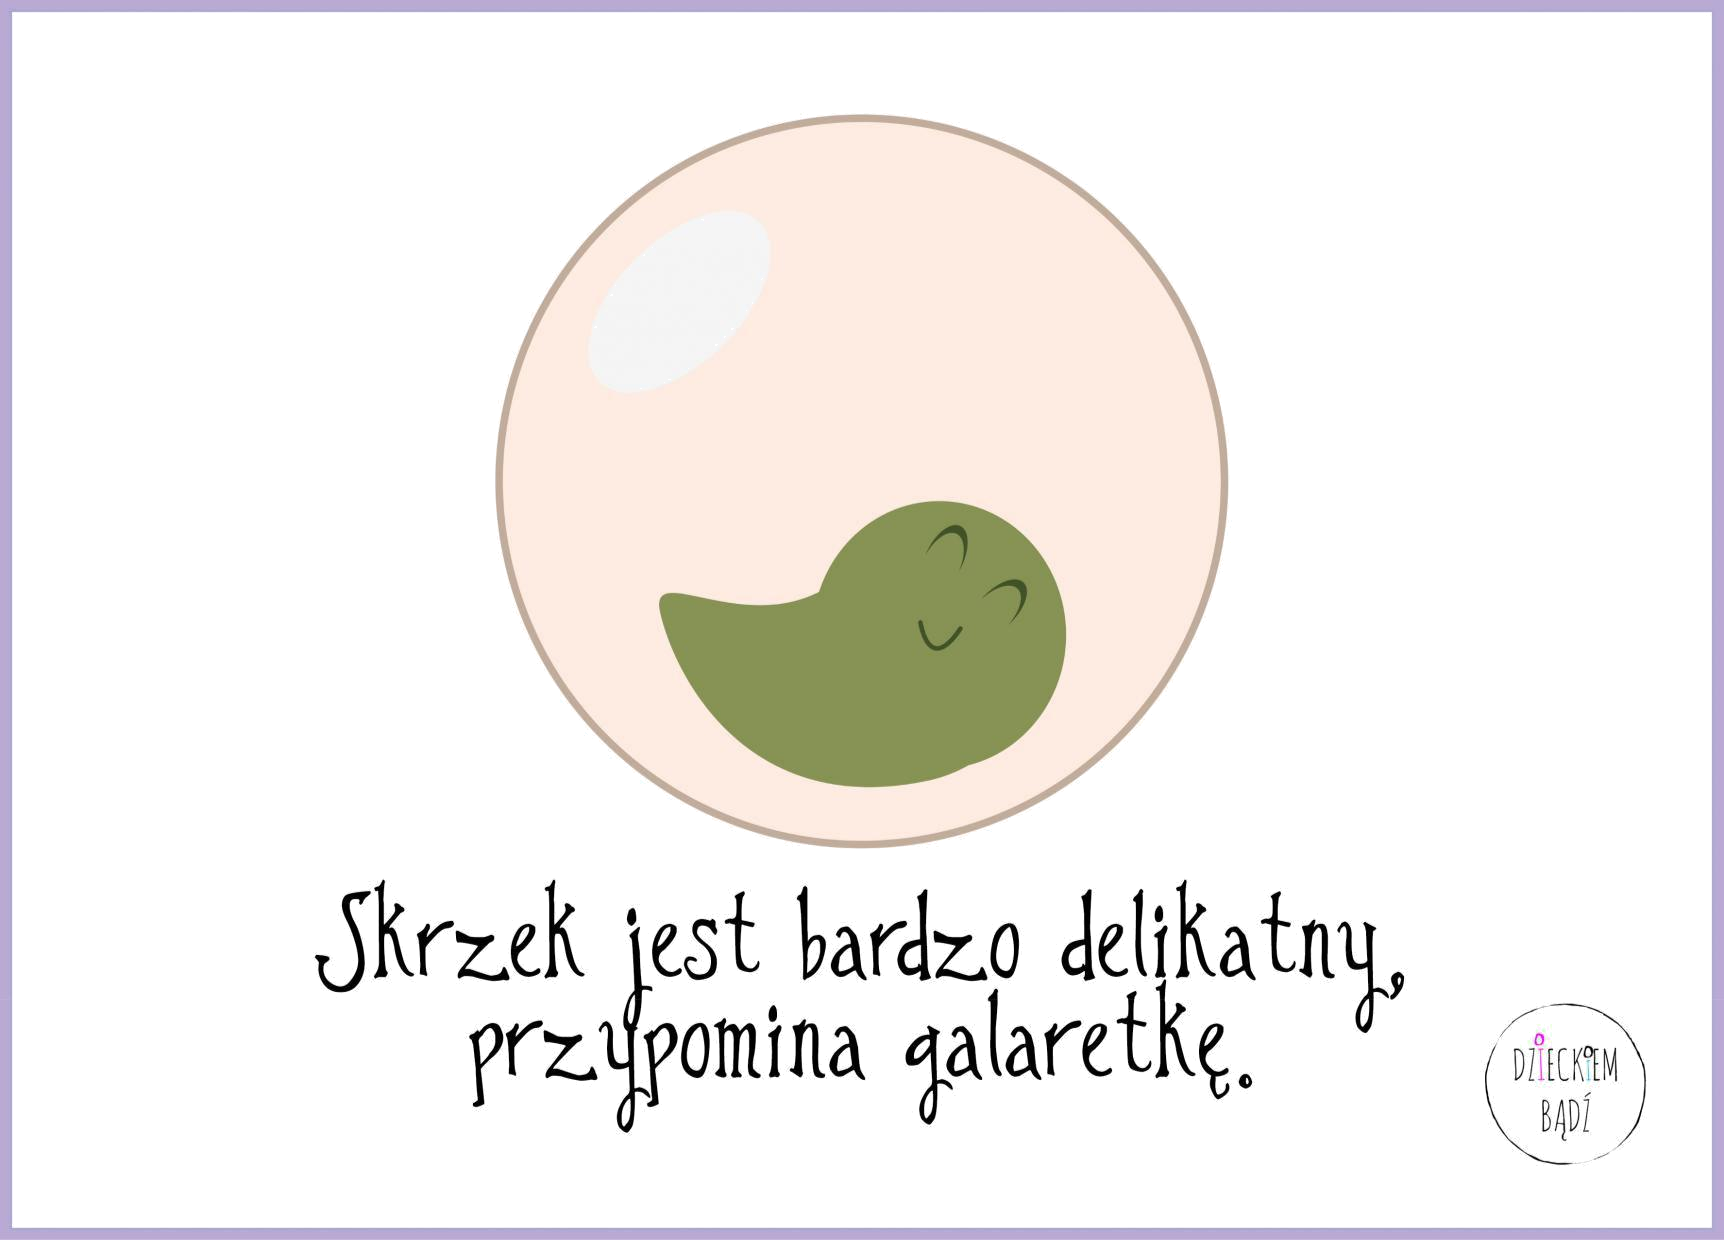 Skrzek jest bardzo delikatny,
przypomina galaretkę.
DZIECKIEM
BĄDŹ